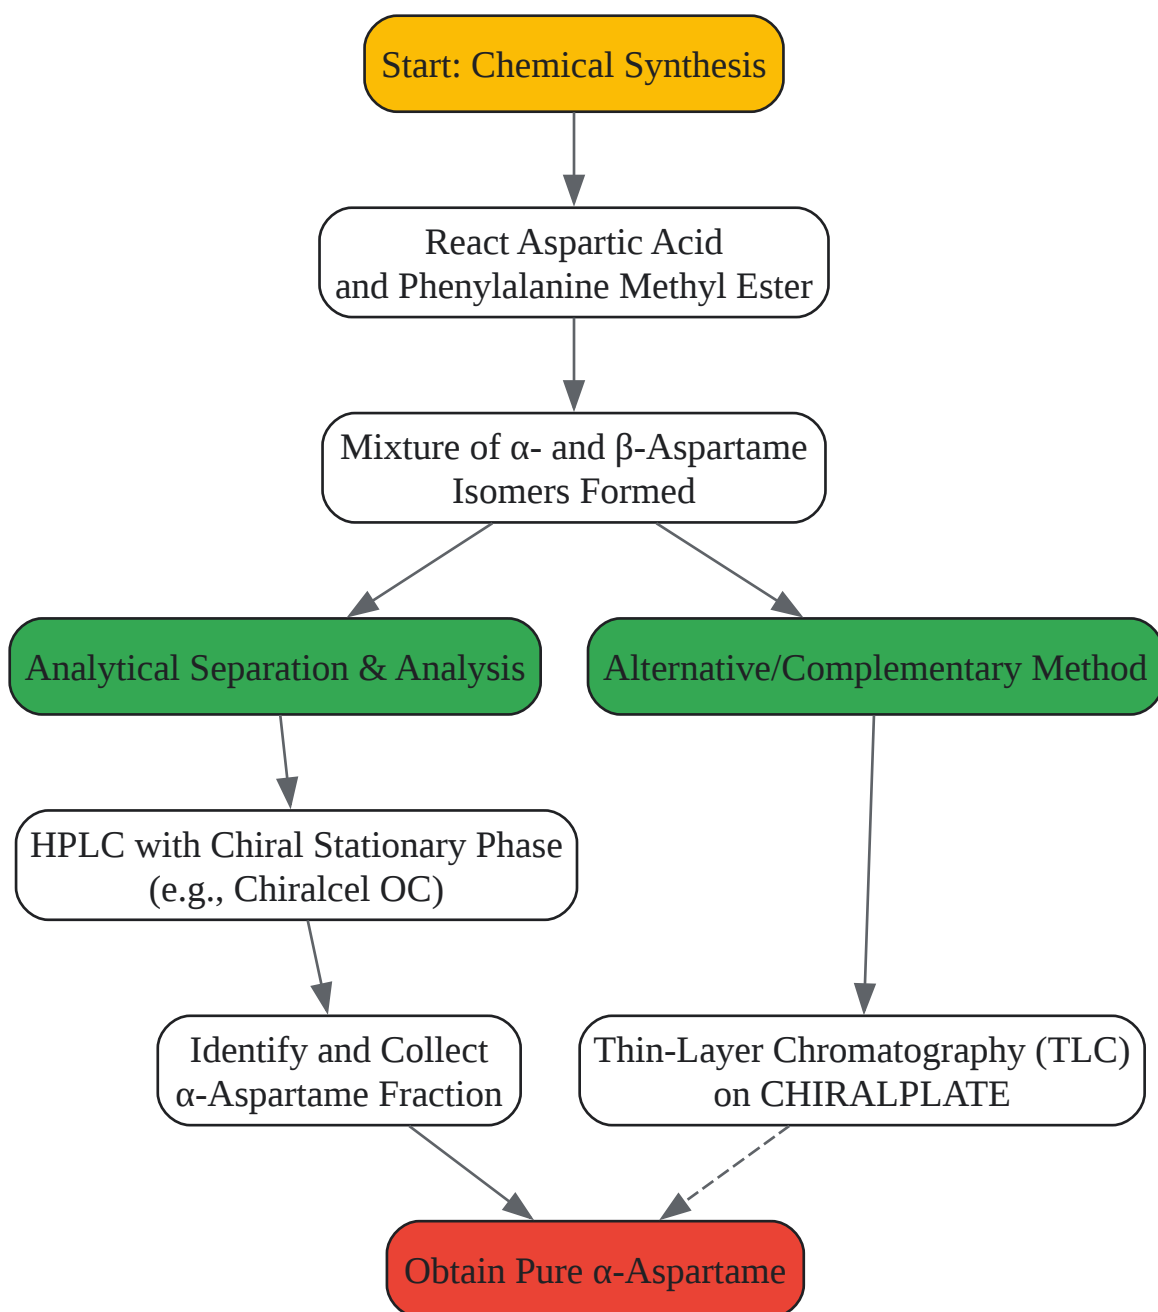 Start: Chemical Synthesis
React Aspartic Acid
and Phenylalanine Methyl Ester
Mixture of α- and β-Aspartame
Isomers Formed
Analytical Separation & Analysis
Alternative/Complementary Method
HPLC with Chiral Stationary Phase
(e.g., Chiralcel OC)
Identify and Collect
α-Aspartame Fraction
Thin-Layer Chromatography (TLC)
on CHIRALPLATE
Obtain Pure α-Aspartame